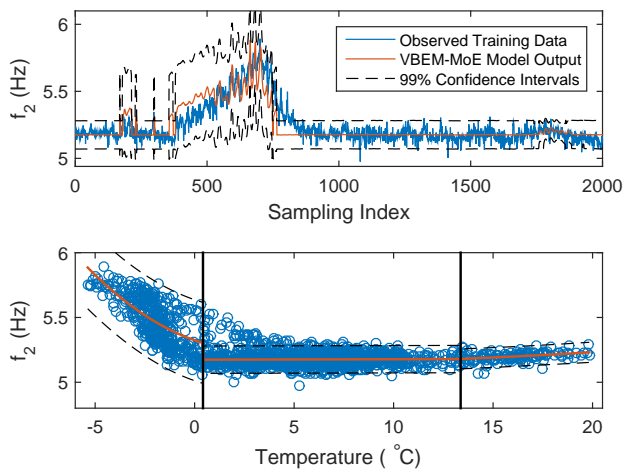 6
5.5
5
f2 (Hz)
Observed Training Data
VBEM-MoE Model Output
99% Confidence Intervals
0 500 1000 1500 2000
Sampling Index
6
5.5
5
f2 (Hz)
-5 0 5 10 15 20
Temperature ( °C)